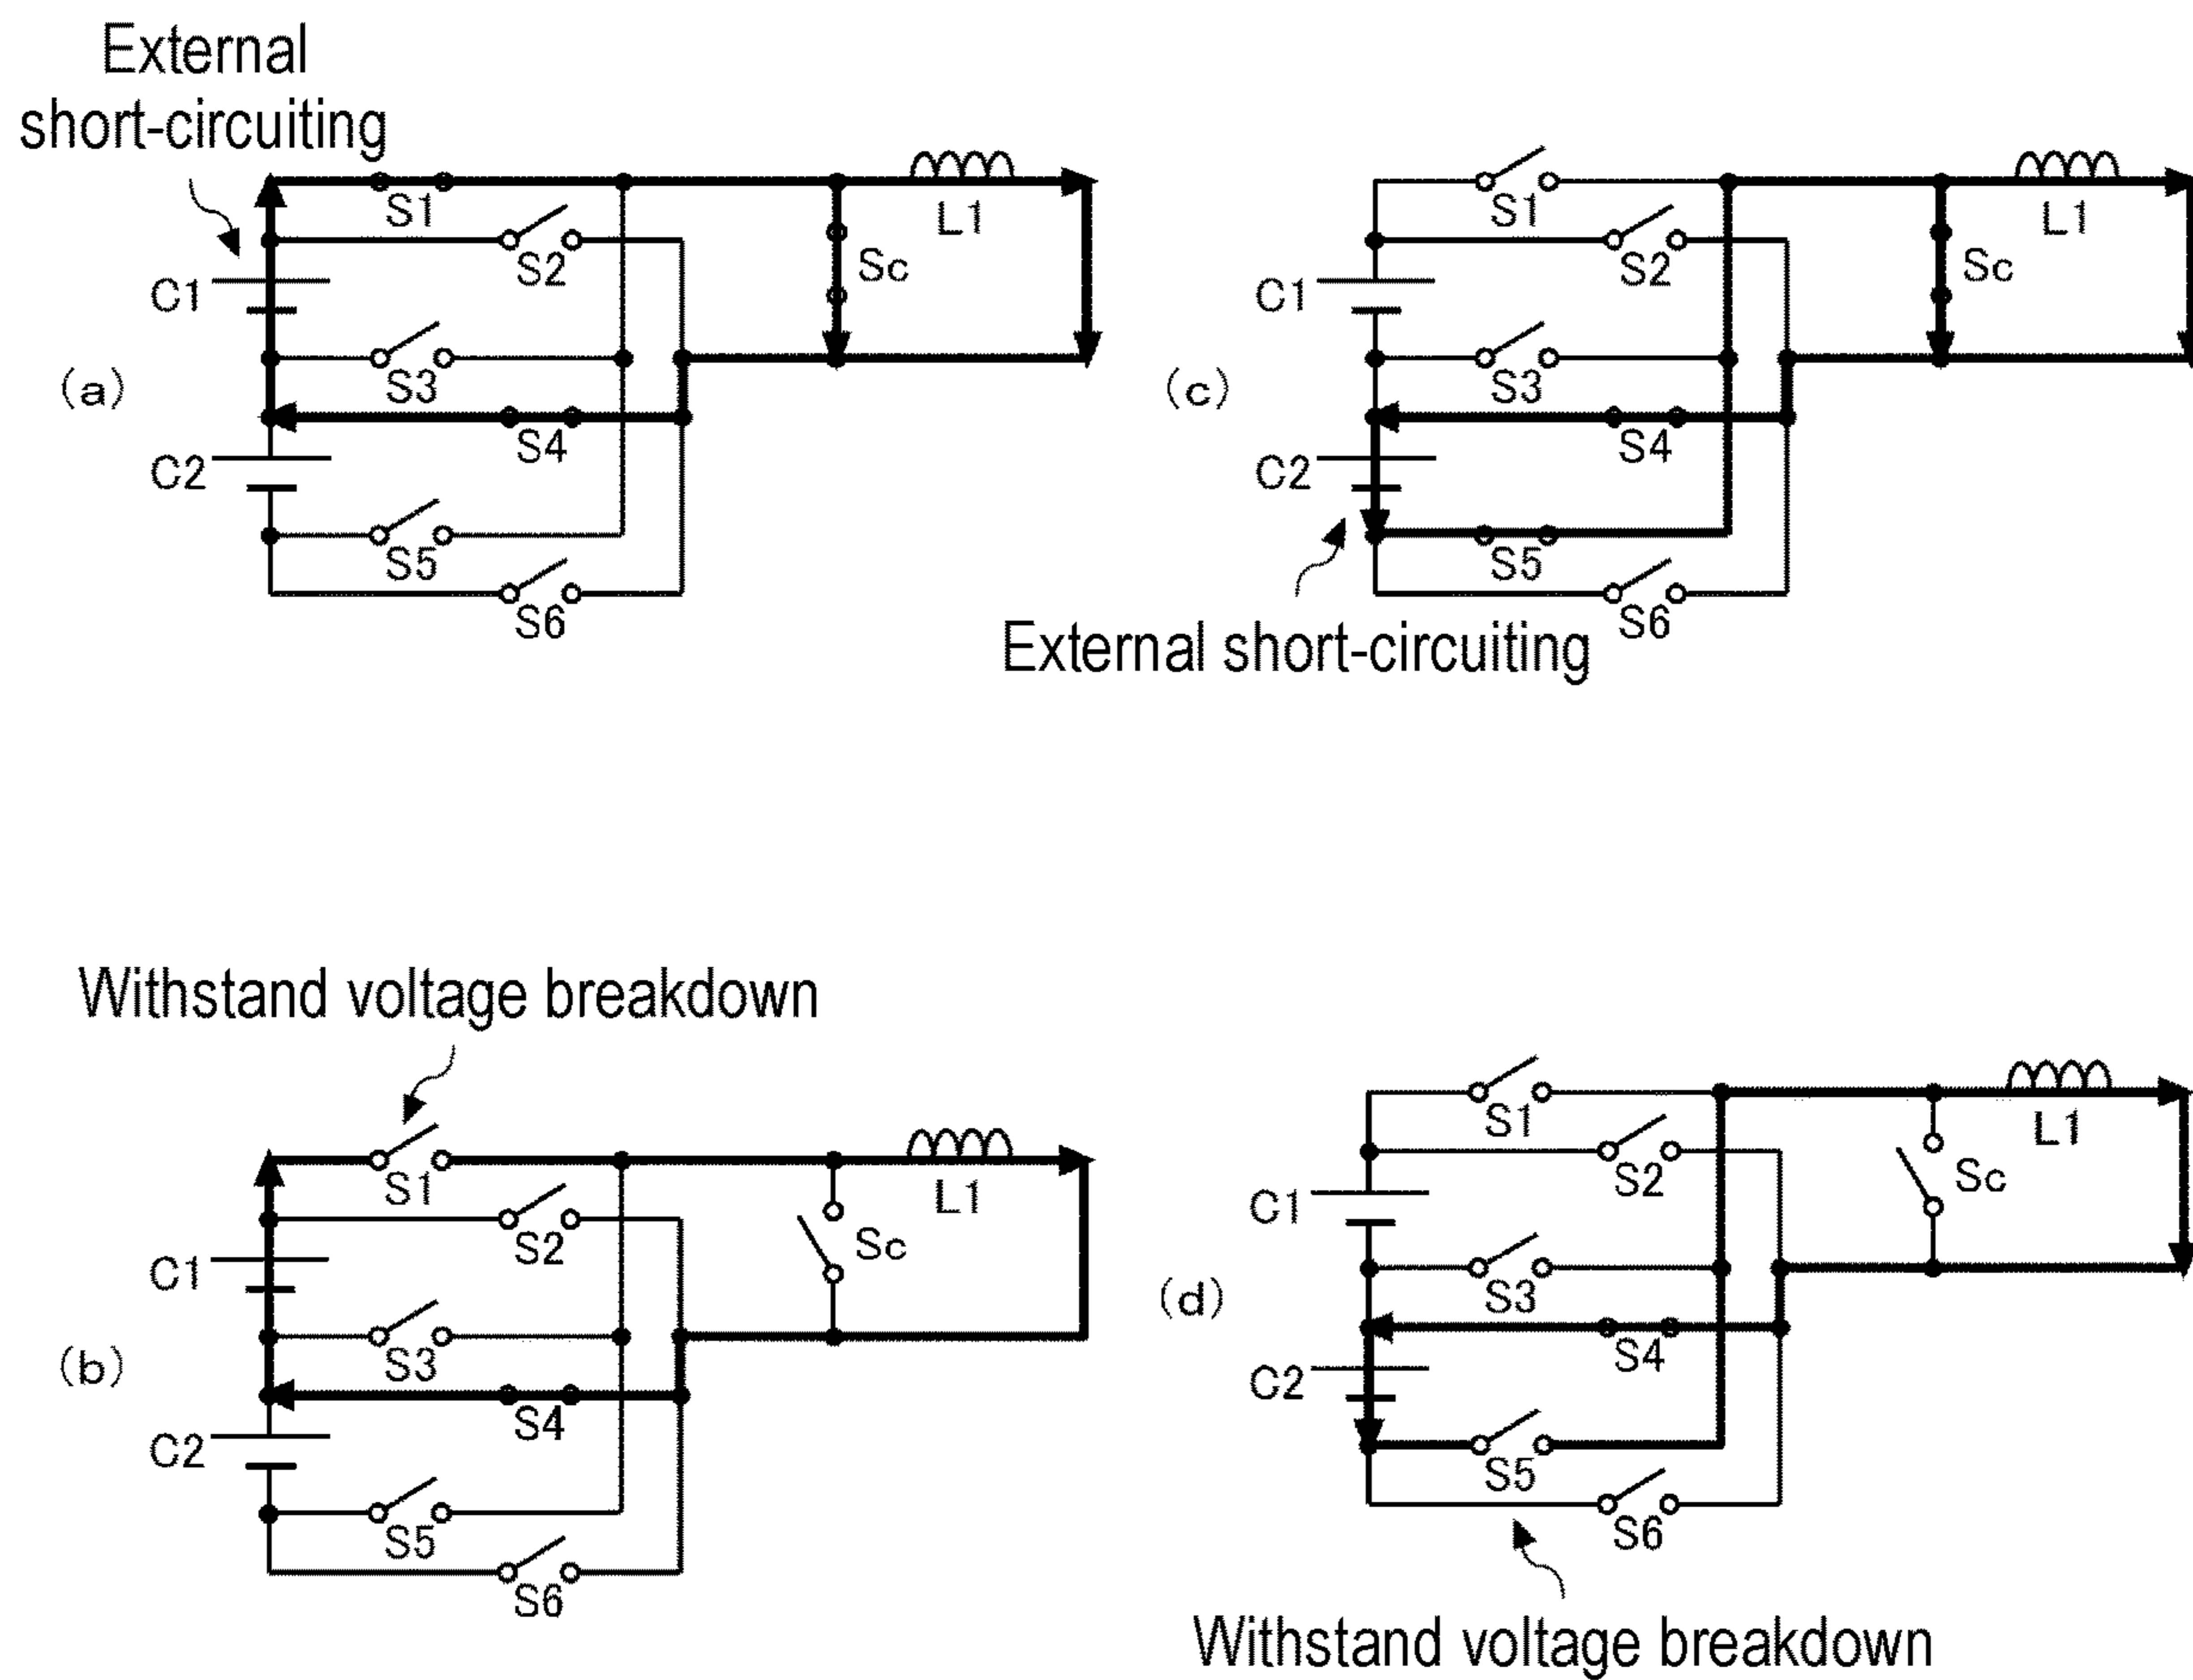 External
short-circuiting
S1
L1
S2
Sc
C1
S3
(a)
S4
C2
S5
S6
S1
L1
S2
Sc
C1
S3
(c)
S4
C2
S5
S6
External short-circuiting
Withstand voltage breakdown
S1
L1
S2
Sc
C1
S3
(b)
S4
C2
S5
S6
S1
L1
S2
Sc
C1
S3
(d)
S4
C2
S5
S6
Withstand voltage breakdown